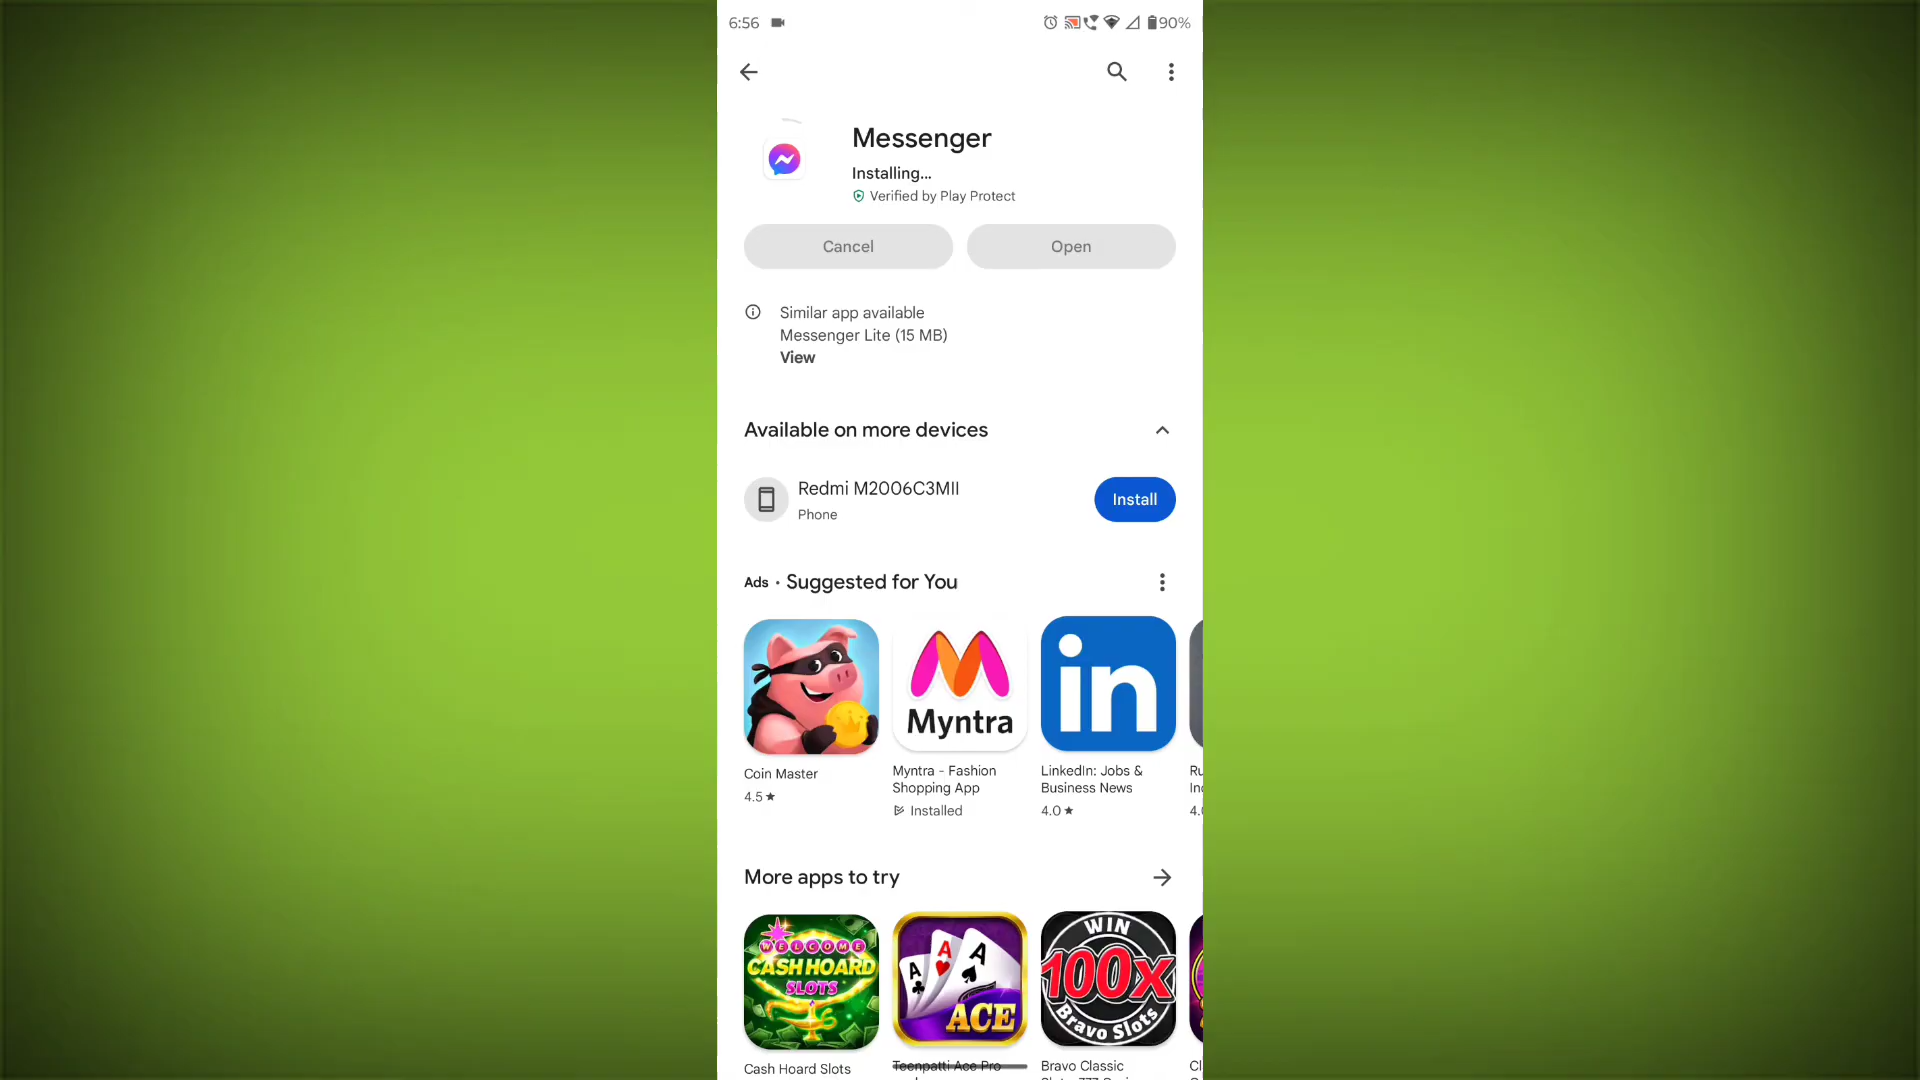 6:56
90%
Messenger
Installing...
Verified by Play Protect
Cancel
Open
Similar app available
Messenger Lite (15 MB)
View
Available on more devices
Redmi M2006C3MII
Phone
Install
Ads • Suggested for You
Myntra
in
Coin Master
4.5★
Myntra - Fashion
Shopping App
Installed
LinkedIn: Jobs &
Business News
4.0★
More apps to try
WELCOME
CASH HOARD
SLOTS
A A A
ACE
WIN
100x
Bravo Slots
Cash Hoard Slots
Teenpatti Ace Pro
Bravo Classic